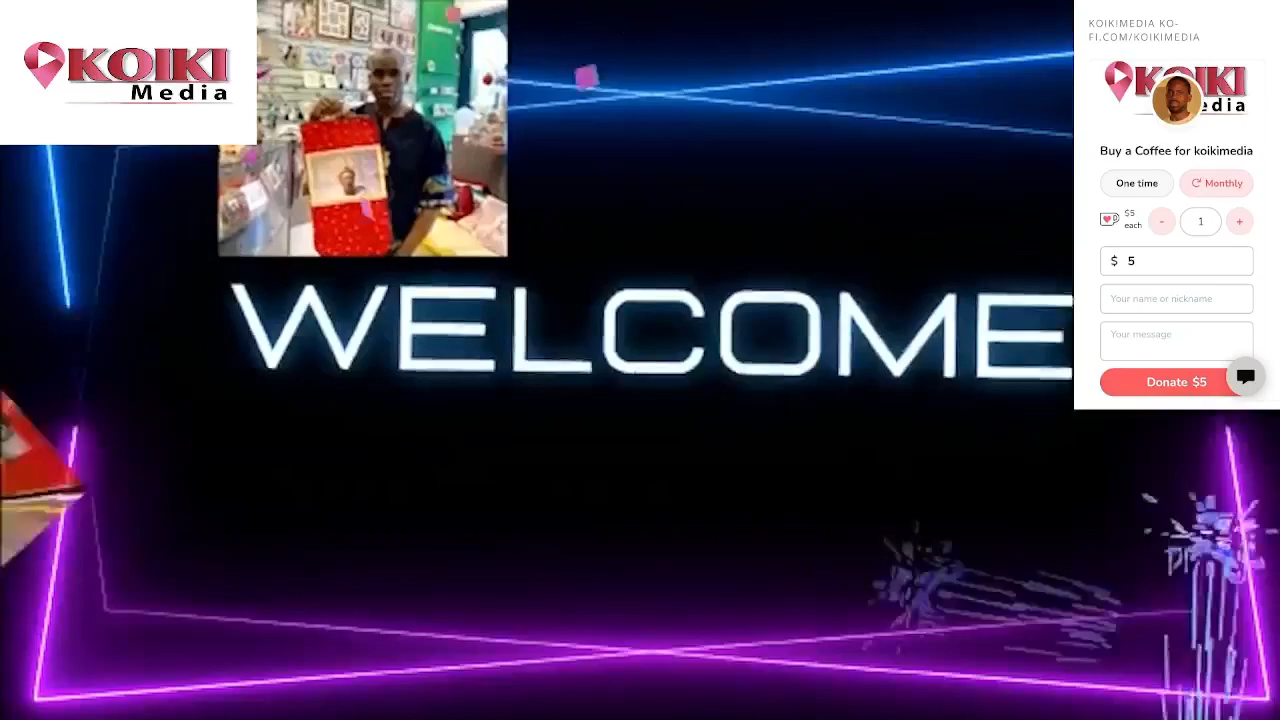 KOIKI
Media
WELCOME
KOIKIMEDIA KO-
FI.COM/KOIKIMEDIA
KOIKI
edia
Buy a Coffee for koikimedia
One time
Monthly
$5
each
-
1
+
$ 5
Your name or nickname
Your message
Donate $5